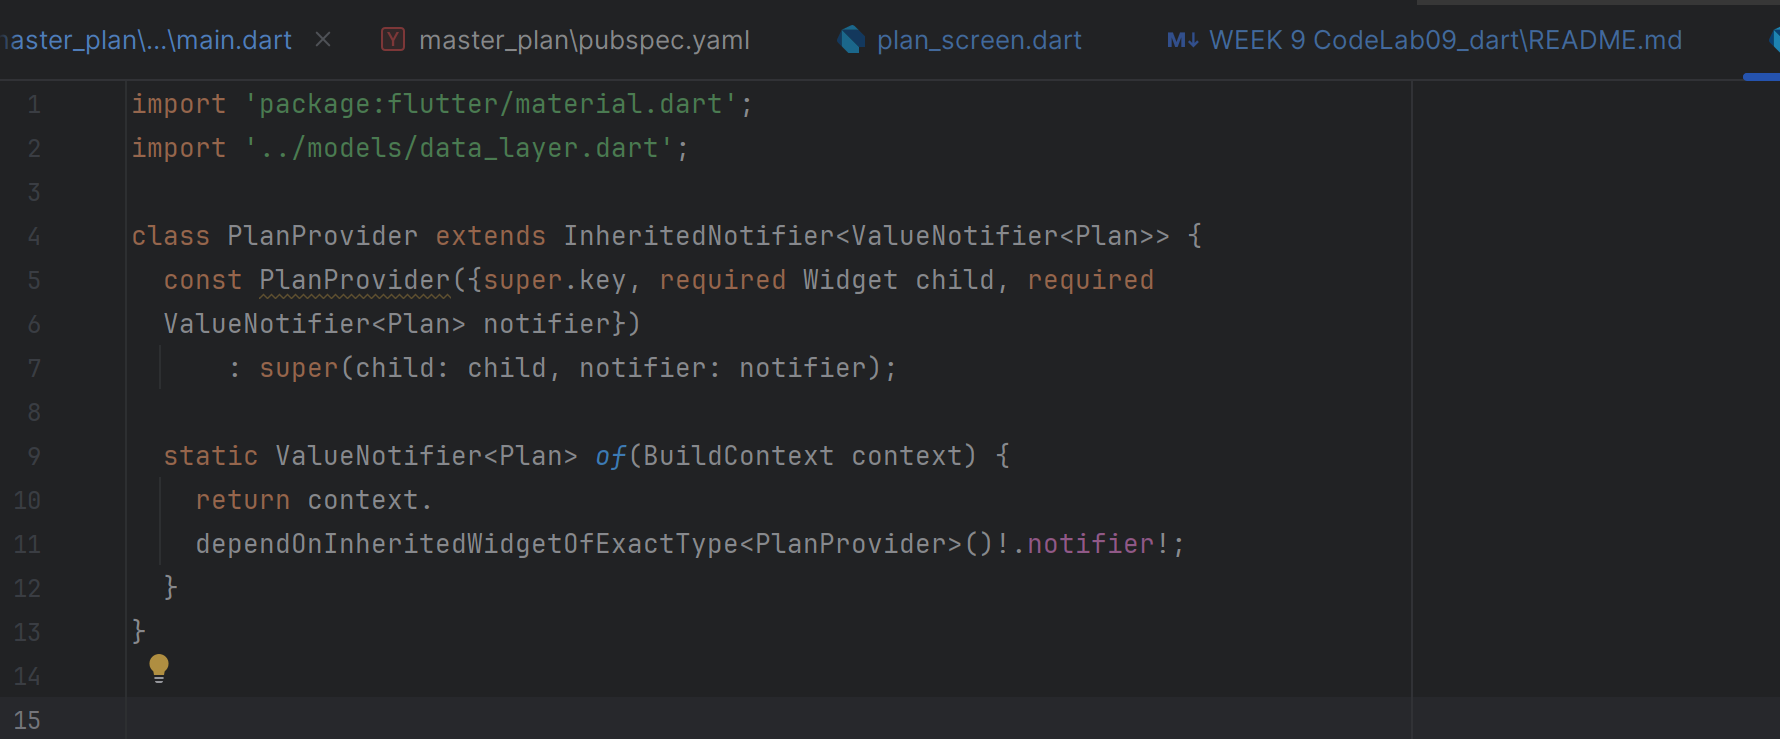 master_plan\...\main.dart master_plan\pubspec.yaml plan_screen.dart M↓ WEEK 9 CodeLab09_dart\README.md
1 import 'package:flutter/material.dart';
2 import '../models/data_layer.dart';
3
4 class PlanProvider extends InheritedNotifier<ValueNotifier<Plan>> {
5 const PlanProvider({super.key, required Widget child, required
6 ValueNotifier<Plan> notifier})
7 : super(child: child, notifier: notifier);
8
9 static ValueNotifier<Plan> of(BuildContext context) {
10 return context.
11 dependOnInheritedWidgetOfExactType<PlanProvider>()!.notifier!;
12 }
13 }
14
15